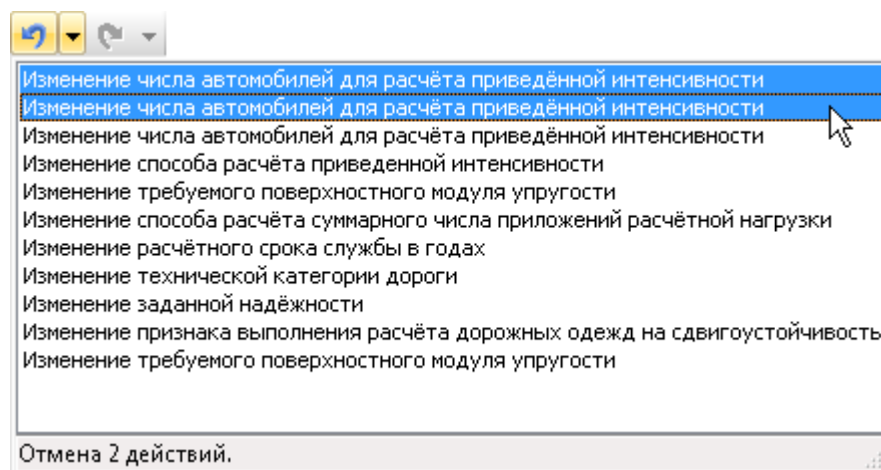 Изменение числа автомобилей для расчёта приведённой интенсивности
Изменение числа автомобилей для расчёта приведённой интенсивности
Изменение числа автомобилей для расчёта приведённой интенсивности
Изменение способа расчёта приведенной интенсивности
Изменение требуемого поверхностного модуля упругости
Изменение способа расчёта суммарного числа приложений расчётной нагрузки
Изменение расчётного срока службы в годах
Изменение технической категории дороги
Изменение заданной надёжности
Изменение признака выполнения расчёта дорожных одежд на сдвигоустойчивость
Изменение требуемого поверхностного модуля упругости
Отмена 2 действий.